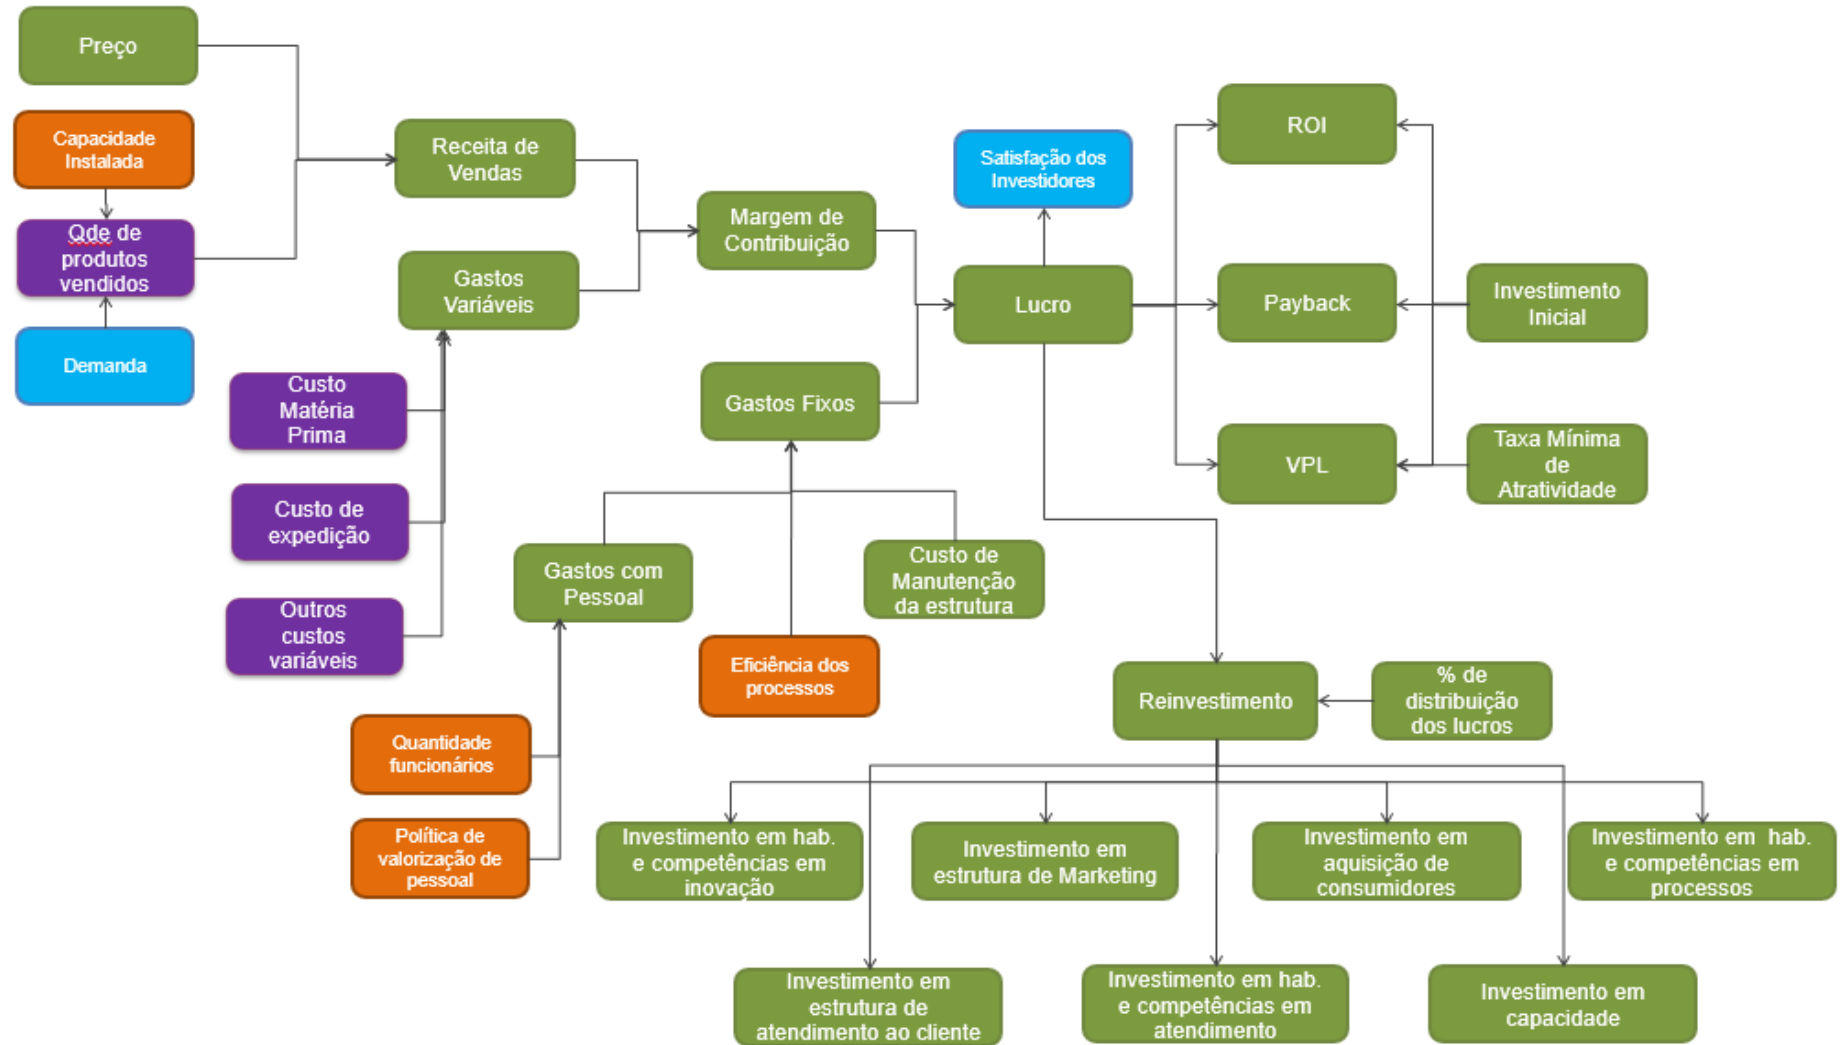 Preço
Capacidade
Instalada
Qde de
produtos
vendidos
Demanda
Receita de
Vendas
Gastos
Variáveis
Custo
Matéria
Prima
Custo de
expedição
Outros
custos
variáveis
Margem de
Contribuição
Gastos Fixos
Gastos com
Pessoal
Custo de
Manutenção
da estrutura
Eficiência dos
processos
Quantidade
funcionários
Política de
valorização de
pessoal
Satisfação dos
Investidores
Lucro
ROI
Payback
VPL
Investimento
Inicial
Taxa Mínima
de
Atratividade
Reinvestimento
% de
distribuição
dos lucros
Investimento em hab.
e competências em
inovação
Investimento em
estrutura de Marketing
Investimento em
aquisição de
consumidores
Investimento em hab.
e competências em
processos
Investimento em
estrutura de
atendimento ao cliente
Investimento em hab.
e competências em
atendimento
Investimento em
capacidade